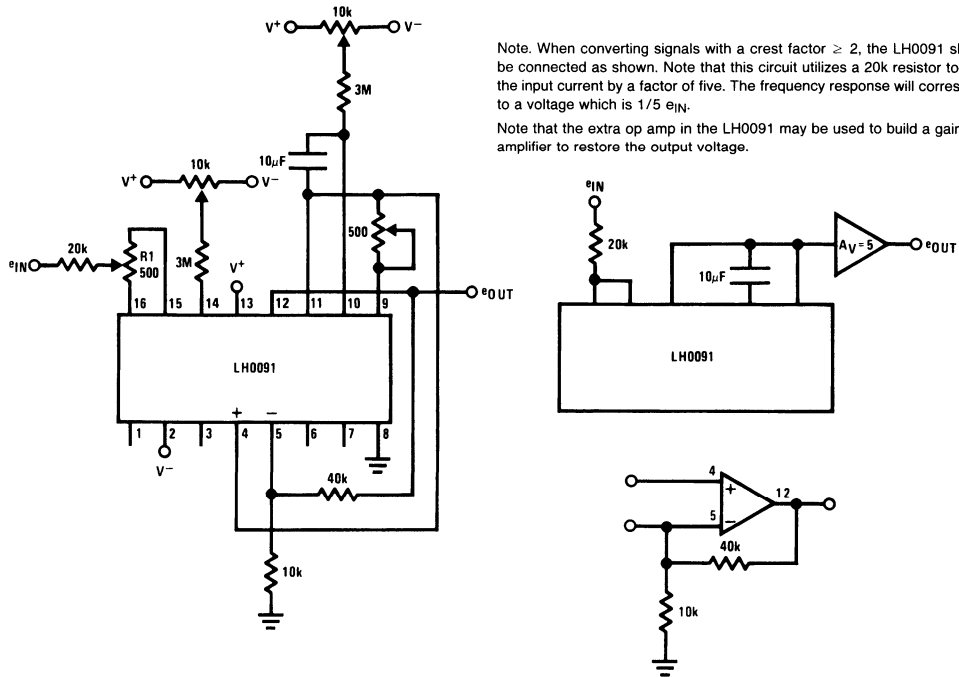 10k
V+ V−
3M
10μF
10k
V+ V−
500
20k
eIN
R1
500
3M
V+
eOUT
16 15 14 13 12 11 10 9
LH0091
+ −
1 2 3 4 5 6 7 8
V−
40k
10k
Note. When converting signals with a crest factor ≥ 2, the LH0091
be connected as shown. Note that this circuit utilizes a 20k resistor to
the input current by a factor of five. The frequency response will
to a voltage which is 1/5 eIN.
Note that the extra op amp in the LH0091 may be used to build a gain
amplifier to restore the output voltage.
eIN
20k
10μF
AV = 5
eOUT
LH0091
4
+
12
5
−
40k
10k